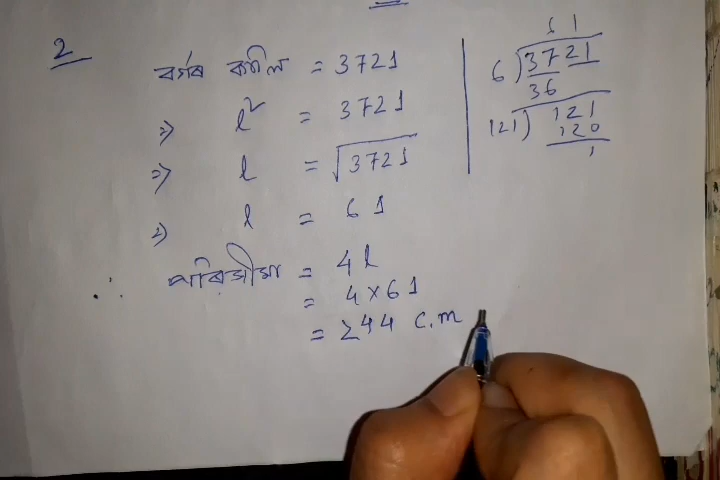 2
বৰ্গৰ কালি = 3721
⇒ l² = 3721
⇒ l = √3721
⇒ l = 61
∴ পৰিসীমা = 4l
= 4×61
= 244 c.m
6 1
6) 3721
36
121) 121
120
1